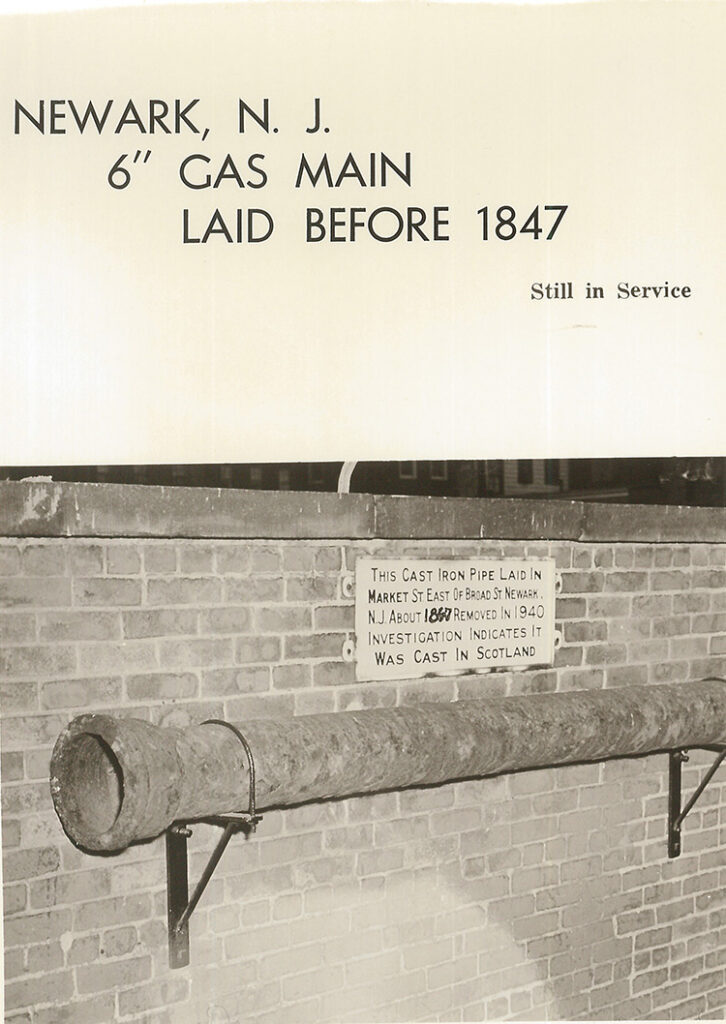 NEWARK, N. J.
6" GAS MAIN
LAID BEFORE 1847
Still in Service
THIS CAST IRON PIPE LAID IN
MARKET ST EAST OF BROAD ST NEWARK,
N.J. ABOUT REMOVED IN 1940
INVESTIGATION INDICATES IT
WAS CAST IN SCOTLAND